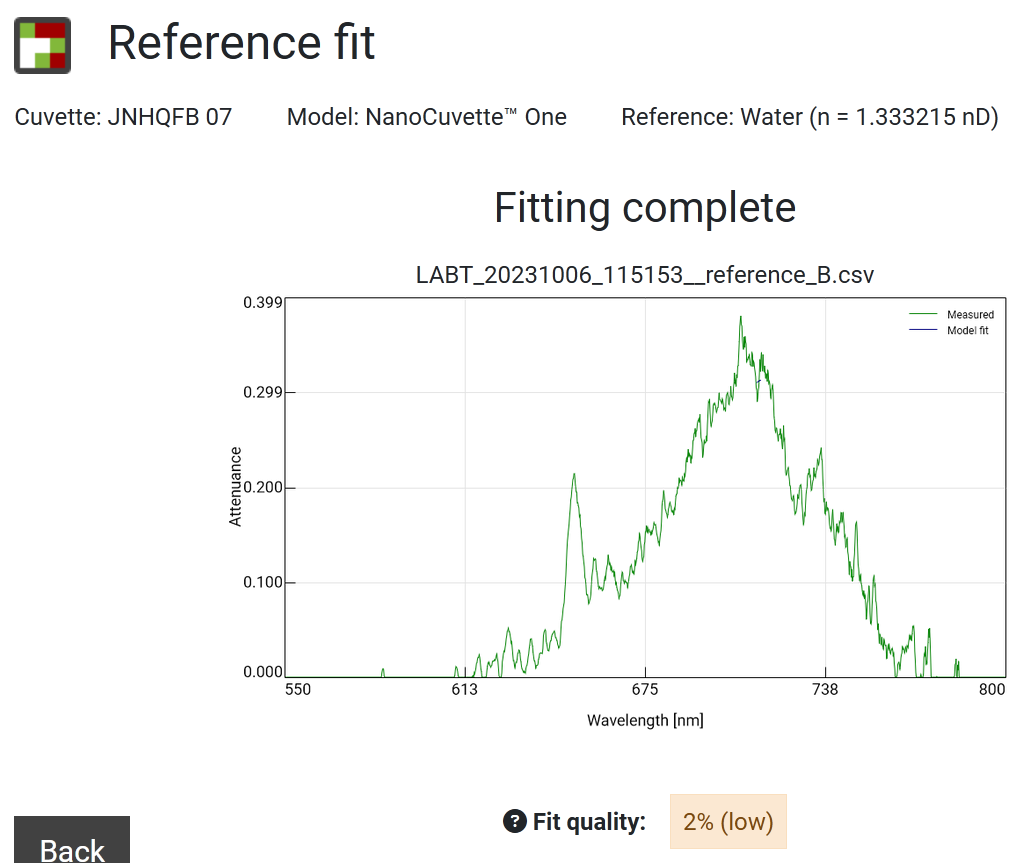 Reference fit
Cuvette: JNHQFB 07 Model: NanoCuvette™ One Reference: Water (n = 1.333215 nD)
Fitting complete
LABT_20231006_115153__reference_B.csv
0.399
Measured
Model fit
0.299
Attenuance
0.200
0.100
0.000
550 613 675 738 800
Wavelength [nm]
? Fit quality: 2% (low)
Back